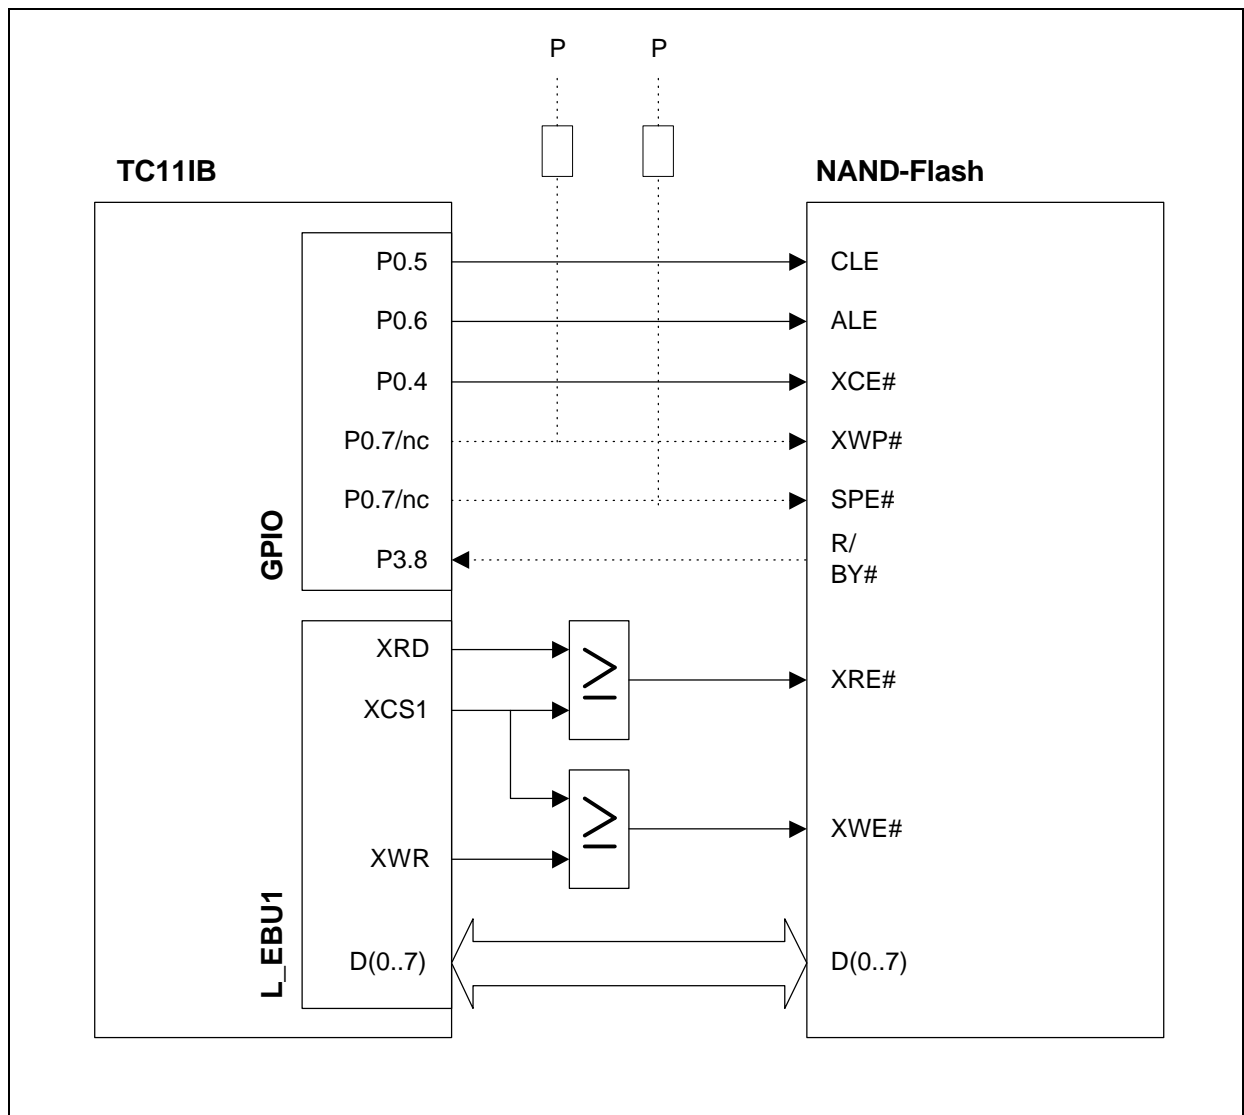 P P
TC11IB NAND-Flash
P0.5 CLE
P0.6 ALE
P0.4 XCE#
P0.7/nc XWP#
P0.7/nc SPE#
P3.8 R/
BY#
GPIO
XRD
≥
XCS1 XRE#
≥
XWR XWE#
D(0..7) D(0..7)
L_EBU1